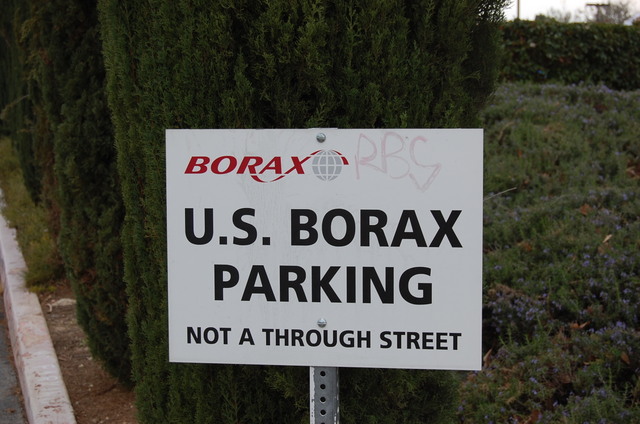 BORAX
U.S. BORAX
PARKING
NOT A THROUGH STREET